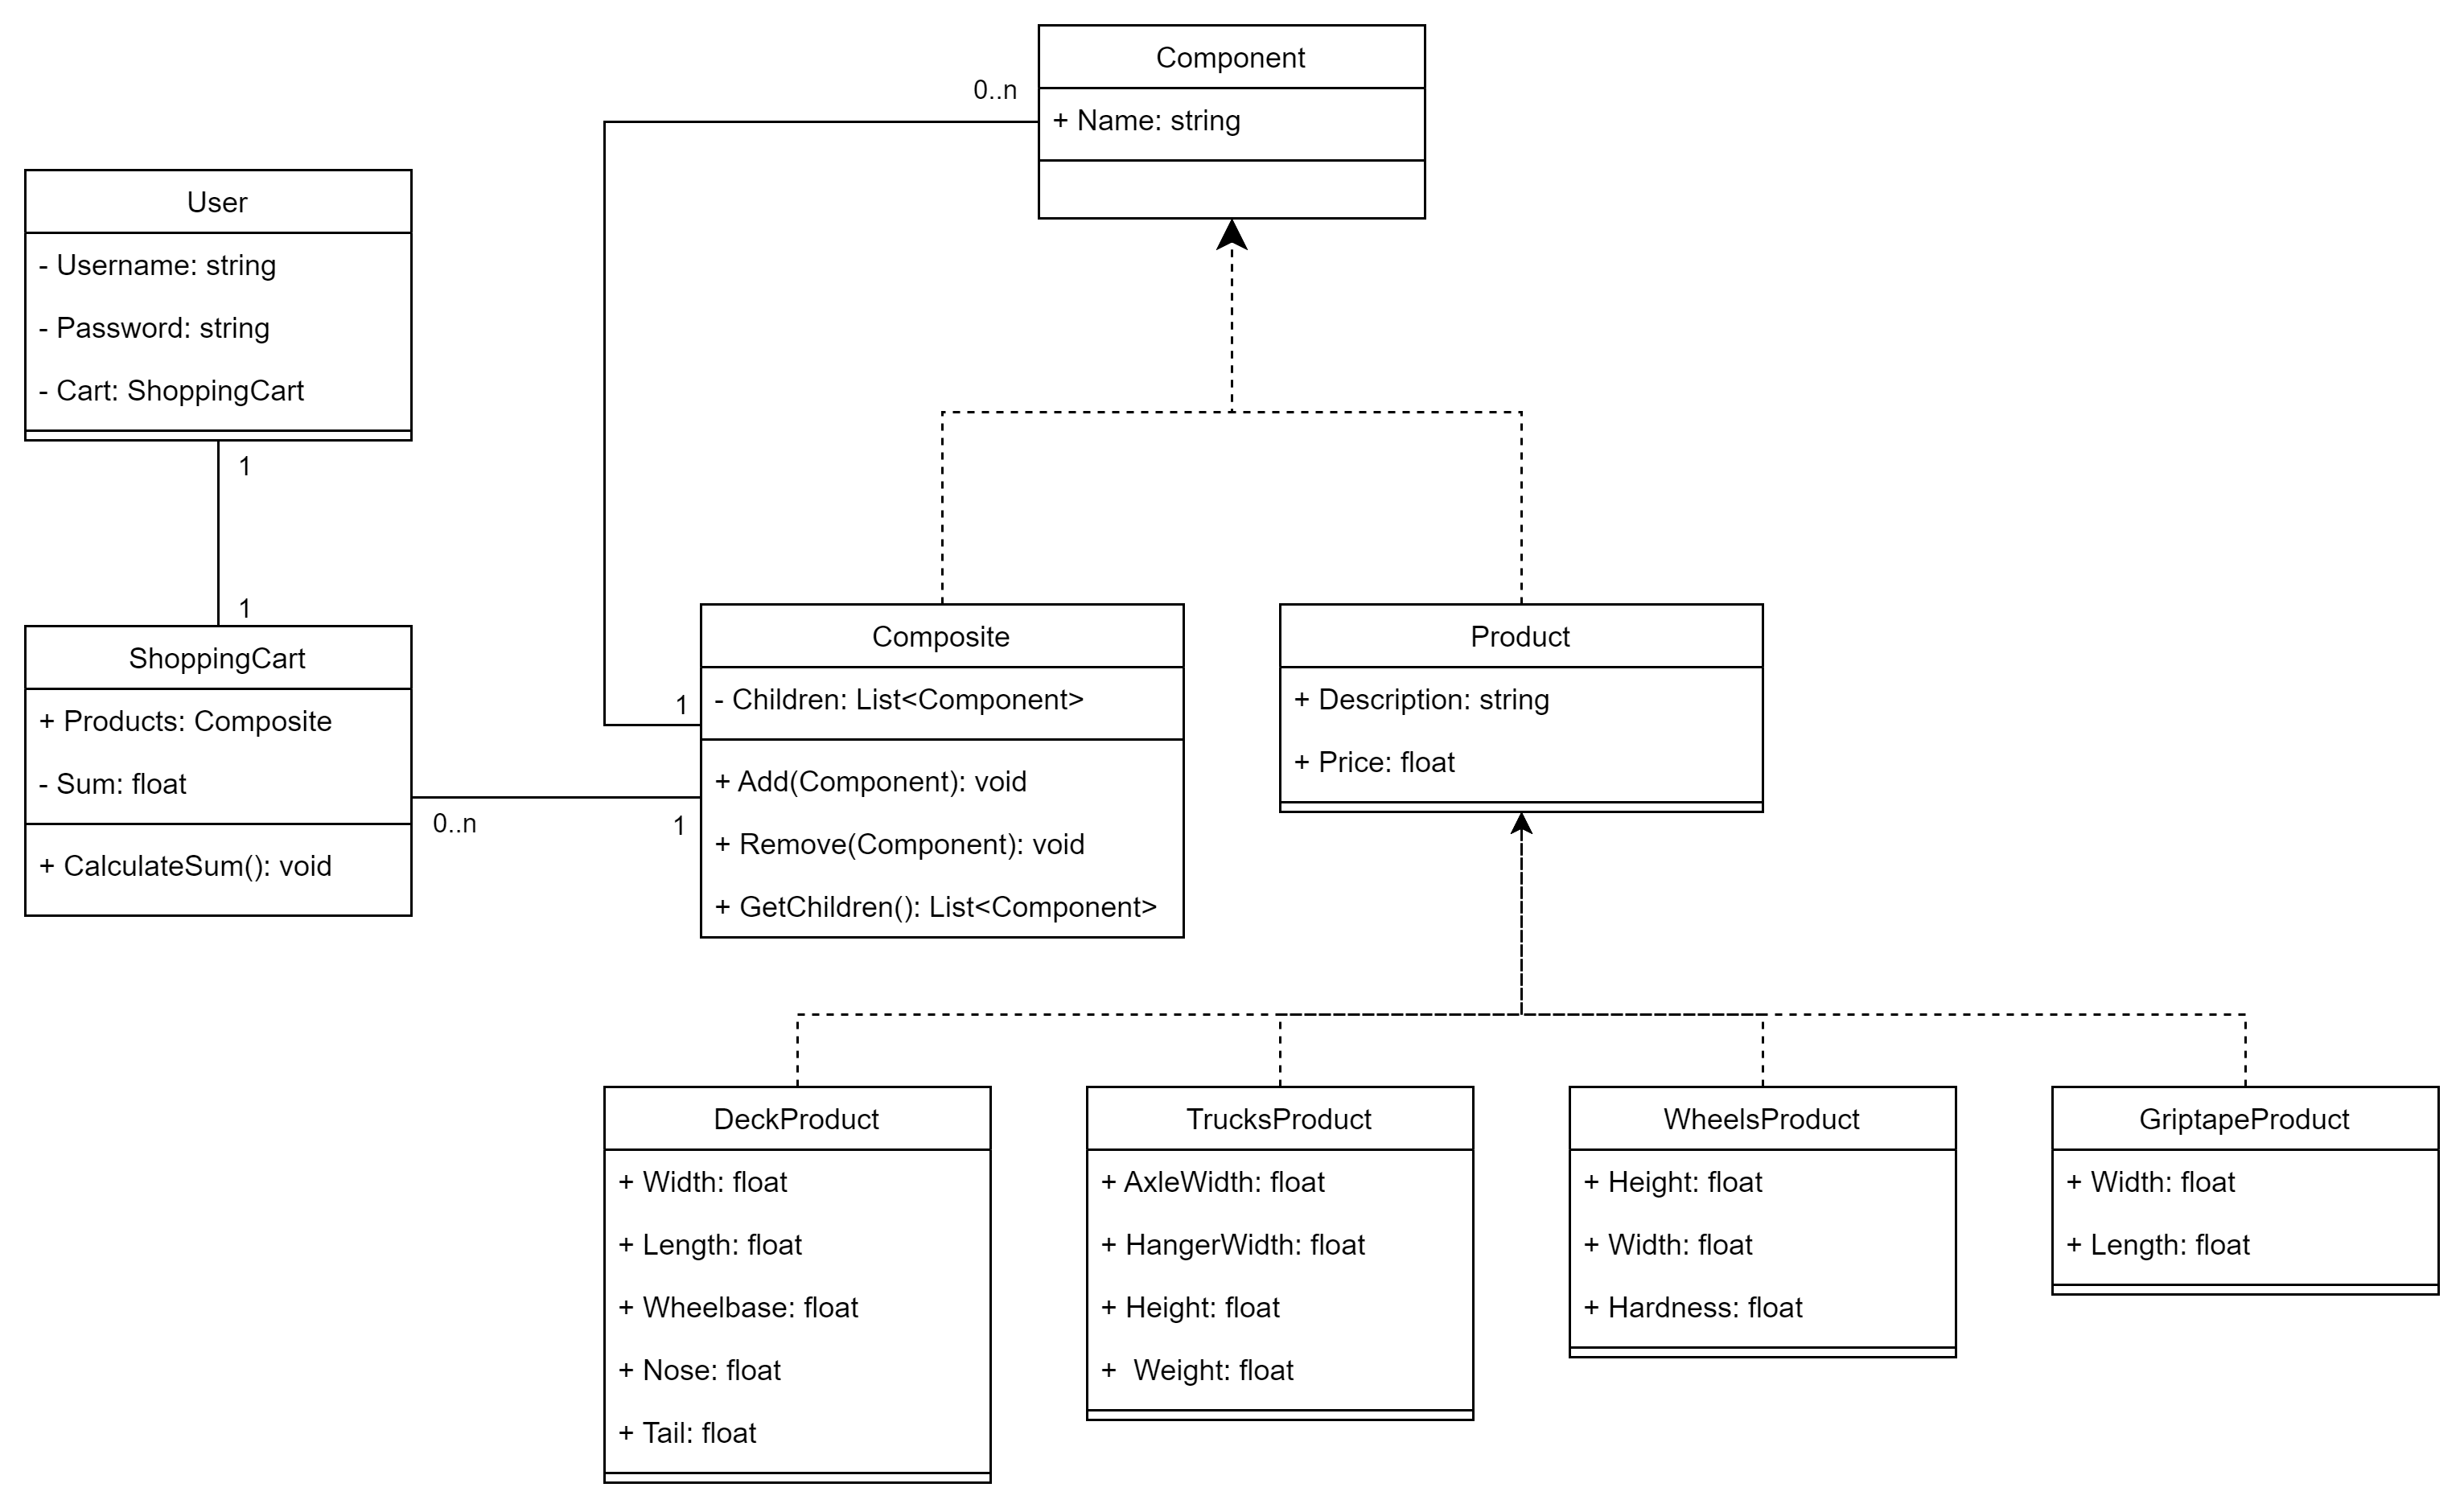 Component
0..n
+ Name: string
User
- Username: string
- Password: string
- Cart: ShoppingCart
1
1
ShoppingCart
+ Products: Composite
- Sum: float
+ CalculateSum(): void
0..n
1
1
Composite
- Children: List<Component>
+ Add(Component): void
+ Remove(Component): void
+ GetChildren(): List<Component>
Product
+ Description: string
+ Price: float
DeckProduct
+ Width: float
+ Length: float
+ Wheelbase: float
+ Nose: float
+ Tail: float
TrucksProduct
+ AxleWidth: float
+ HangerWidth: float
+ Height: float
+  Weight: float
WheelsProduct
+ Height: float
+ Width: float
+ Hardness: float
GriptapeProduct
+ Width: float
+ Length: float